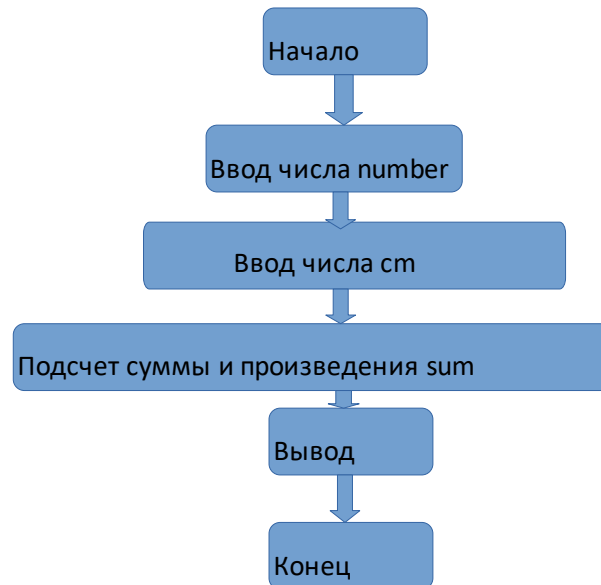 Начало
Ввод числа number
Ввод числа cm
Подсчет суммы и произведения sum
Вывод
Конец